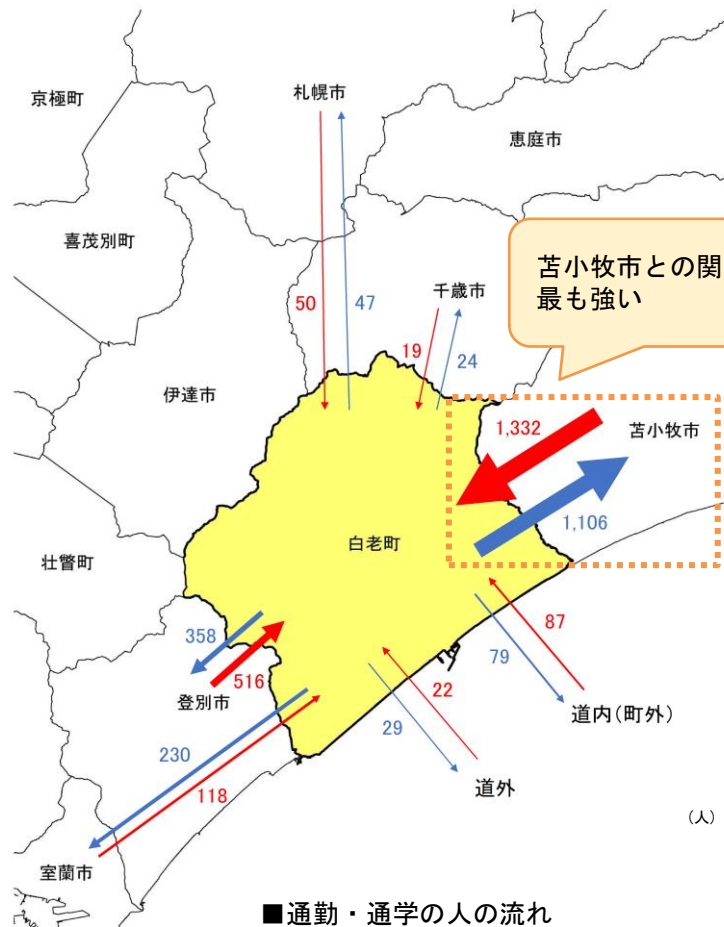 京極町
札幌市
恵庭市
喜茂別町
苫小牧市との関
最も強い
千歳市
50
47
19
24
伊達市
1,332
苫小牧市
1,106
白老町
壮瞥町
358
516
登別市
87
79
22
29
道内(町外)
230
118
道外
(人)
室蘭市
■通勤・通学の人の流れ